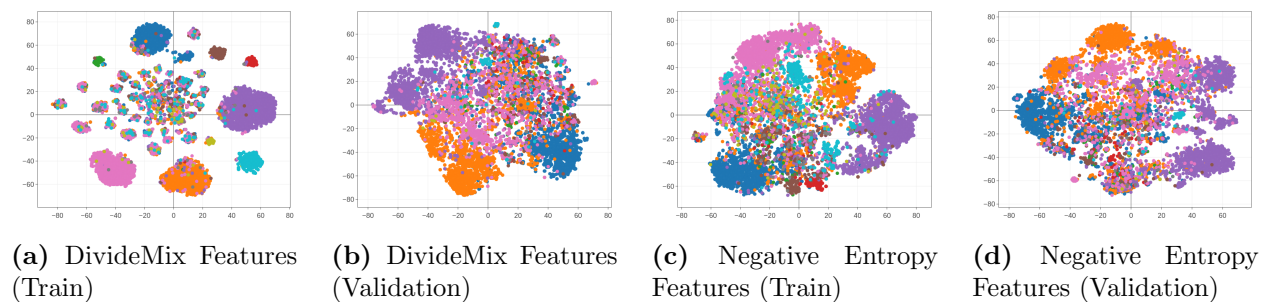 80
60
40
20
0
−20
−40
−60
−80 −60 −40 −20 0 20 40 60 80
80
60
40
20
0
−20
−40
−60
−80
−80 −60 −40 −20 0 20 40 60 80
80
60
40
20
0
−20
−40
−60
−80
−80 −60 −40 −20 0 20 40 60 80
80
60
40
20
0
−20
−40
−60
−80
−80 −60 −40 −20 0 20 40 60
(a) DivideMix Features
(Train)
(b) DivideMix Features
(Validation)
(c) Negative Entropy
Features (Train)
(d) Negative Entropy
Features (Validation)